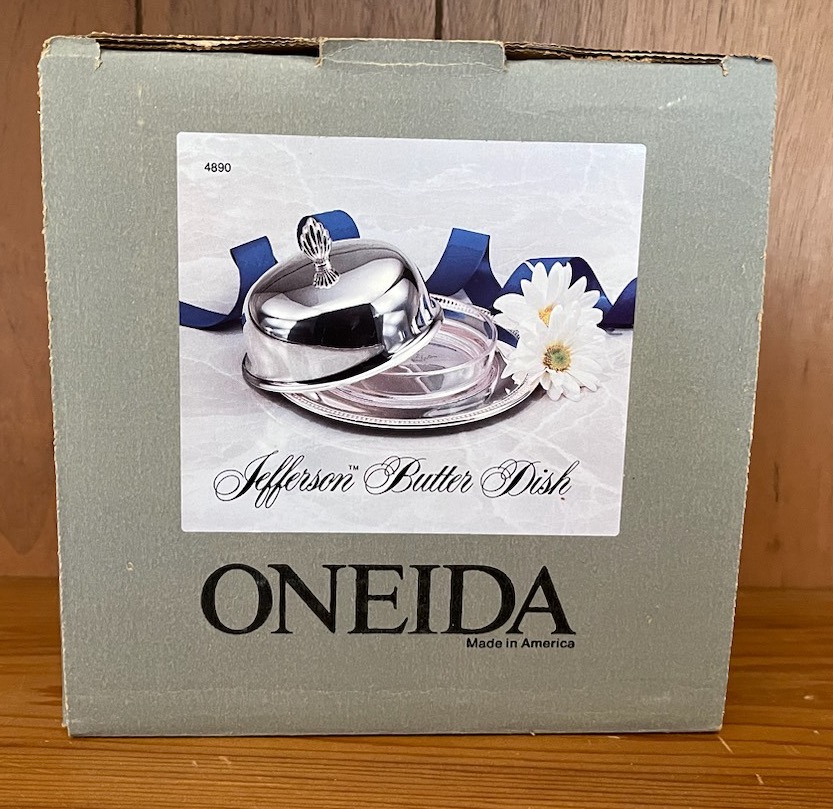 4890
Jefferson™ Butter Dish
ONEIDA
Made in America